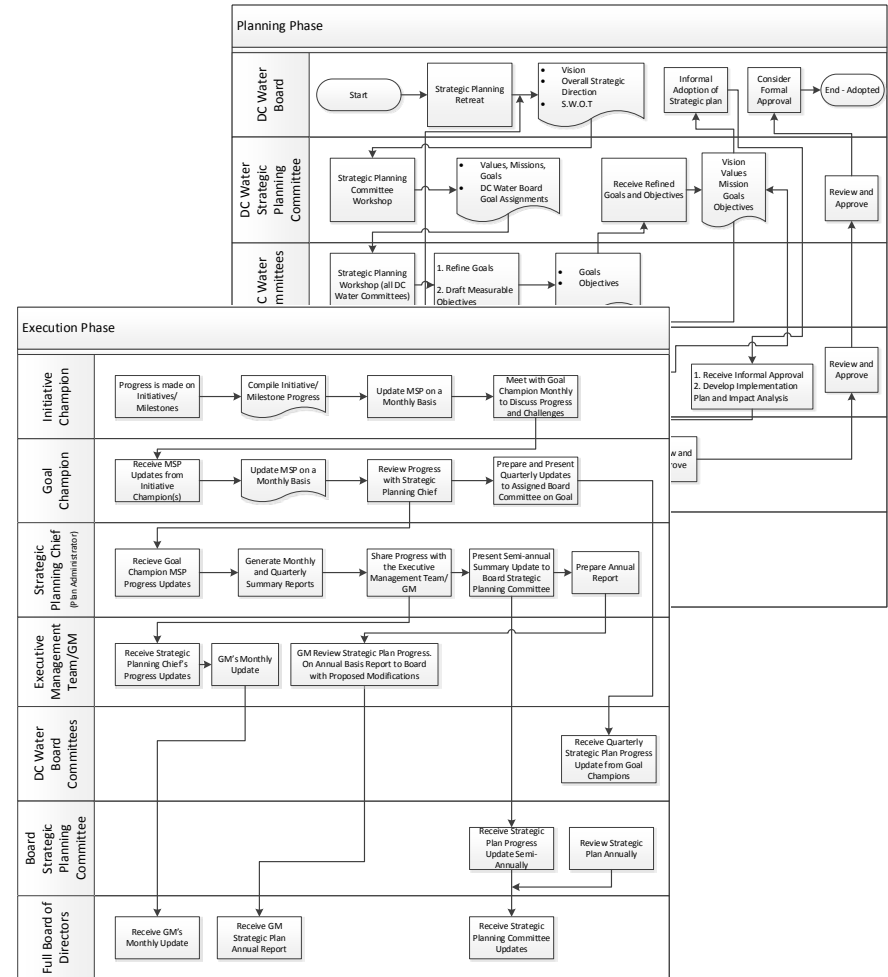 Planning Phase
DC Water
Board
Start
Strategic Planning
Retreat
• Vision
• Overall Strategic
Direction
• S.W.O.T
Informal
Adoption of
Strategic plan
Consider
Formal
Approval
End - Adopted
DC Water
Strategic
Planning
Committee
Strategic Planning
Committee
Workshop
• Values, Missions,
Goals
• DC Water Board
Goal Assignments
Receive Refined
Goals and Objectives
Vision
Values
Mission
Goals
Objectives
Review and
Approve
C Water
mmittees
Strategic Planning
Workshop (all DC
Water Committees)
1. Refine Goals
2. Draft Measurable
Objectives
• Goals
• Objectives
1. Receive Informal Approval
2. Develop Implementation
Plan and Impact Analysis
Review and
Approve
w and
rove
Execution Phase
Initiative
Champion
Progress is made on
Initiatives/
Milestones
Compile Initiative/
Milestone Progress
Update MSP on a
Monthly Basis
Meet with Goal
Champion Monthly
to Discuss Progress
and Challenges
Goal
Champion
Receive MSP
Updates from
Initiative
Champion(s)
Update MSP on a
Monthly Basis
Review Progress
with Strategic
Planning Chief
Prepare and Present
Quarterly Updates
to Assigned Board
Committee on Goal
Strategic
Planning Chief
(Plan Administrator)
Recieve Goal
Champion MSP
Progress Updates
Generate Monthly
and Quarterly
Summary Reports
Share Progress with
the Executive
Management Team/
GM
Present Semi-annual
Summary Update to
Board Strategic
Planning Committee
Prepare Annual
Report
Executive
Management
Team/GM
Receive Strategic
Planning Chief's
Progress Updates
GM's Monthly
Update
GM Review Strategic Plan Progress.
On Annual Basis Report to Board
with Proposed Modifications
DC Water
Board
Committees
Receive Quarterly
Strategic Plan Progress
Update from Goal
Champions
Board
Strategic
Planning
Committee
Receive Strategic
Plan Progress
Update Semi-
Annually
Review Strategic
Plan Annually
Full Board of
Directors
Receive GM's
Monthly Update
Receive GM
Strategic Plan
Annual Report
Receive Strategic
Planning Committee
Updates